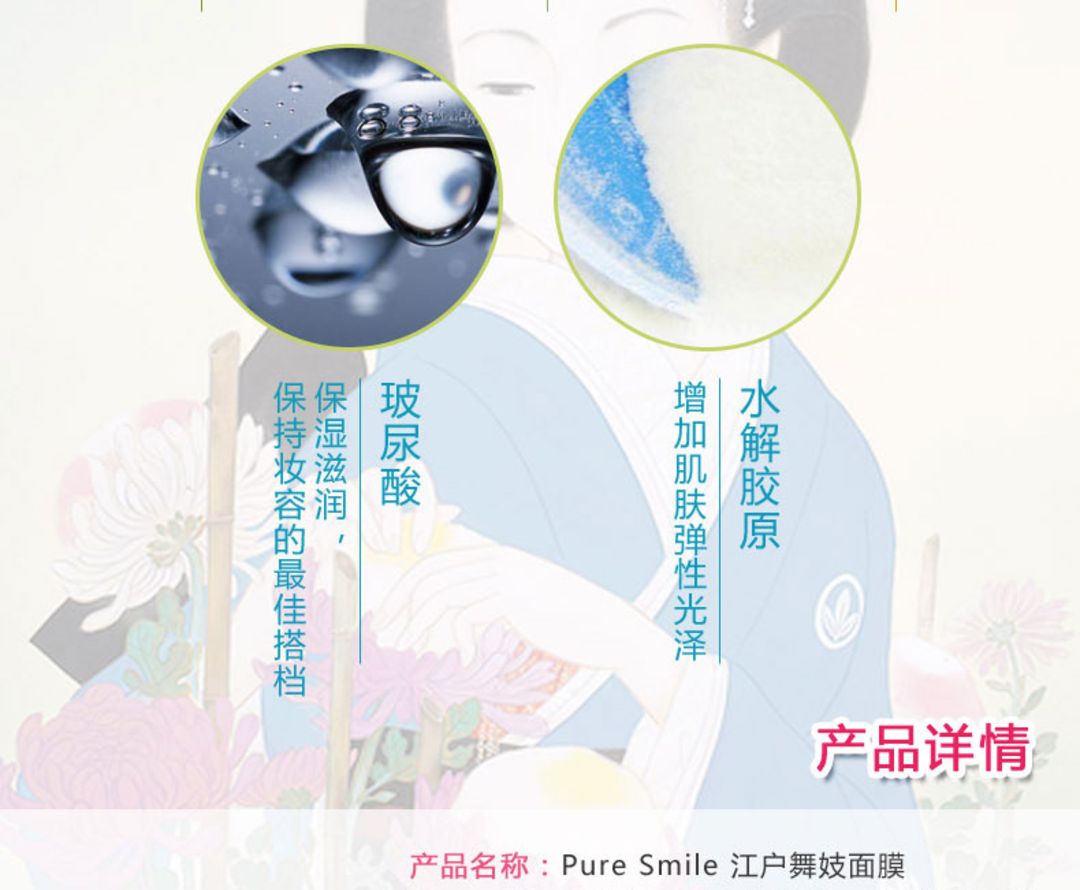 玻尿酸
保湿滋润，
保持妆容的最佳搭档
水解胶原
增加肌肤弹性光泽
产品详情
产品名称：Pure Smile 江户舞妓面膜